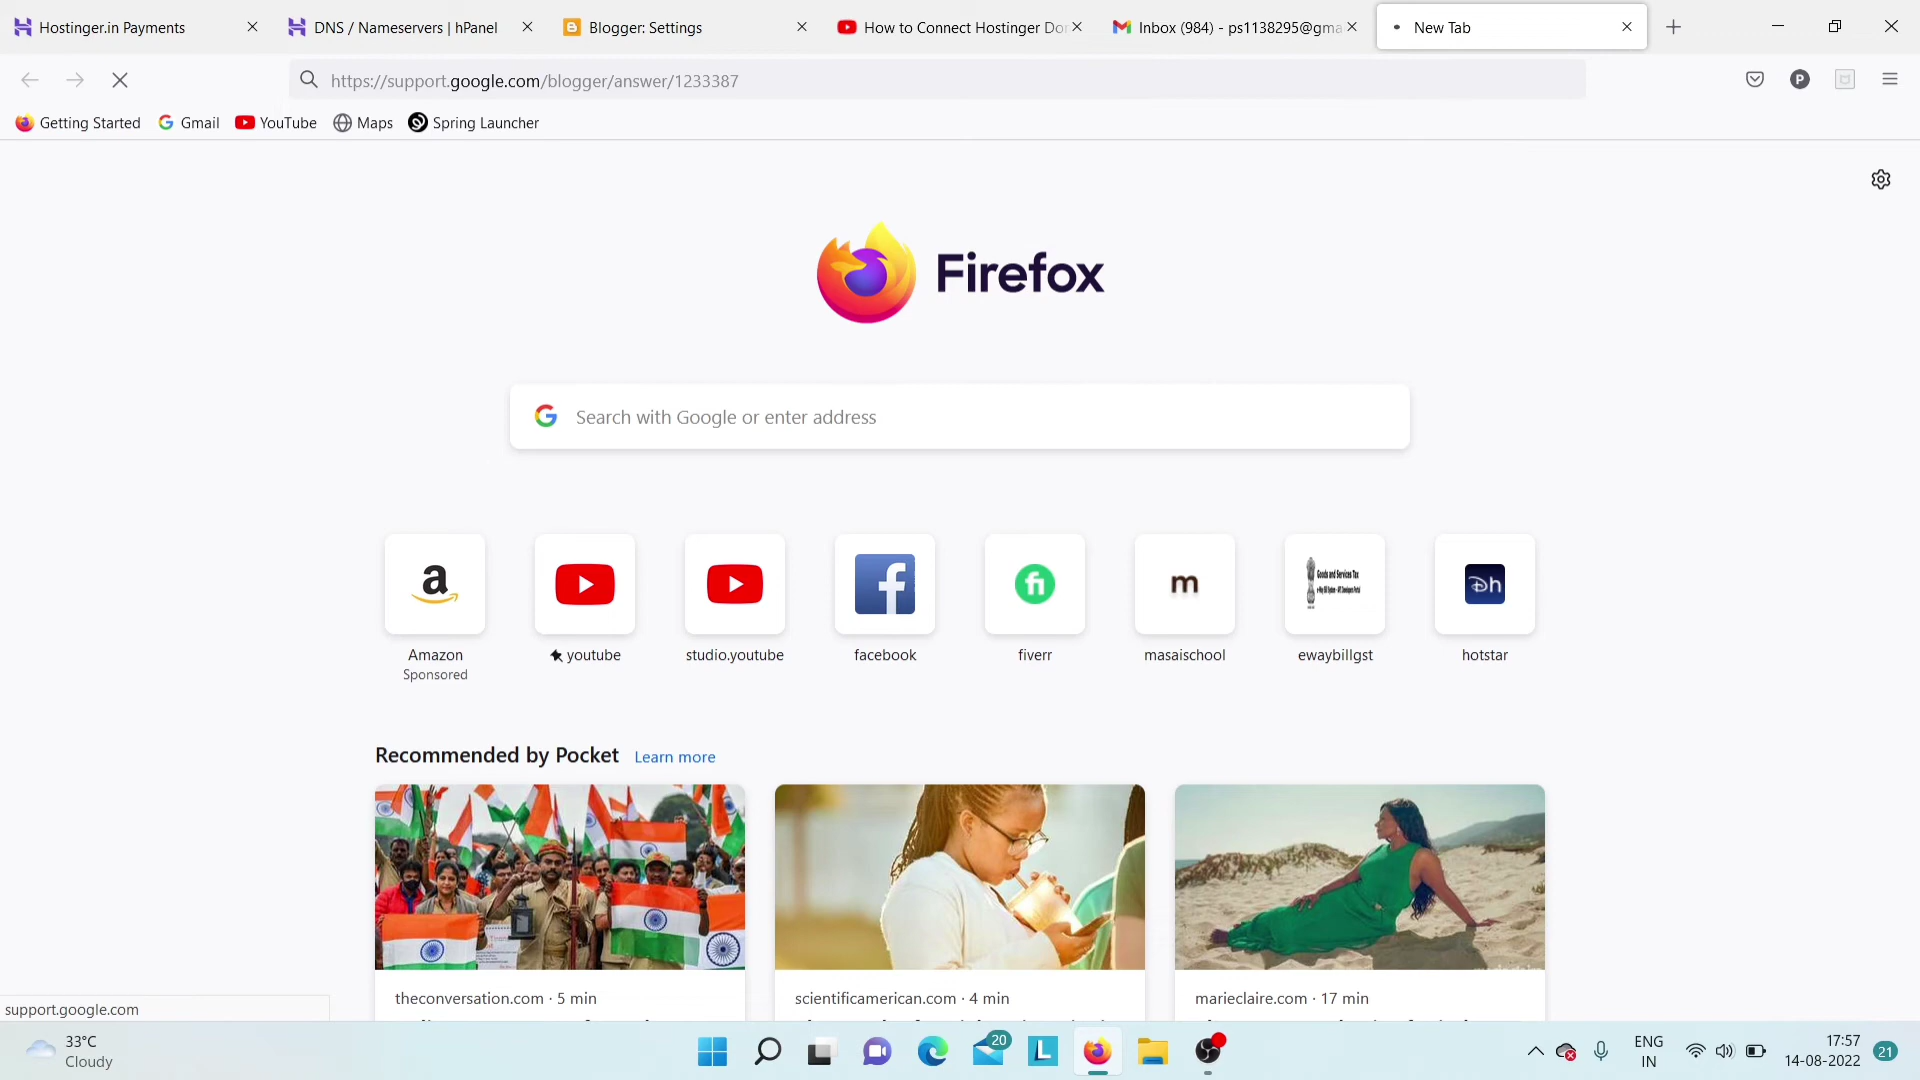 Hostinger.in Payments
DNS / Nameservers | hPanel
Blogger: Settings
How to Connect Hostinger Do
Inbox (984) - ps1138295@gma
New Tab
https://support.google.com/blogger/answer/1233387
P
Getting Started
Gmail
YouTube
Maps
Spring Launcher
Firefox
Search with Google or enter address
Amazon
Sponsored
youtube
studio.youtube
facebook
fiverr
masaischool
ewaybillgst
hotstar
Recommended by Pocket Learn more
theconversation.com · 5 min
scientificamerican.com · 4 min
marieclaire.com · 17 min
support.google.com
33°C
Cloudy
20
ENG
IN
17:57
14-08-2022
21